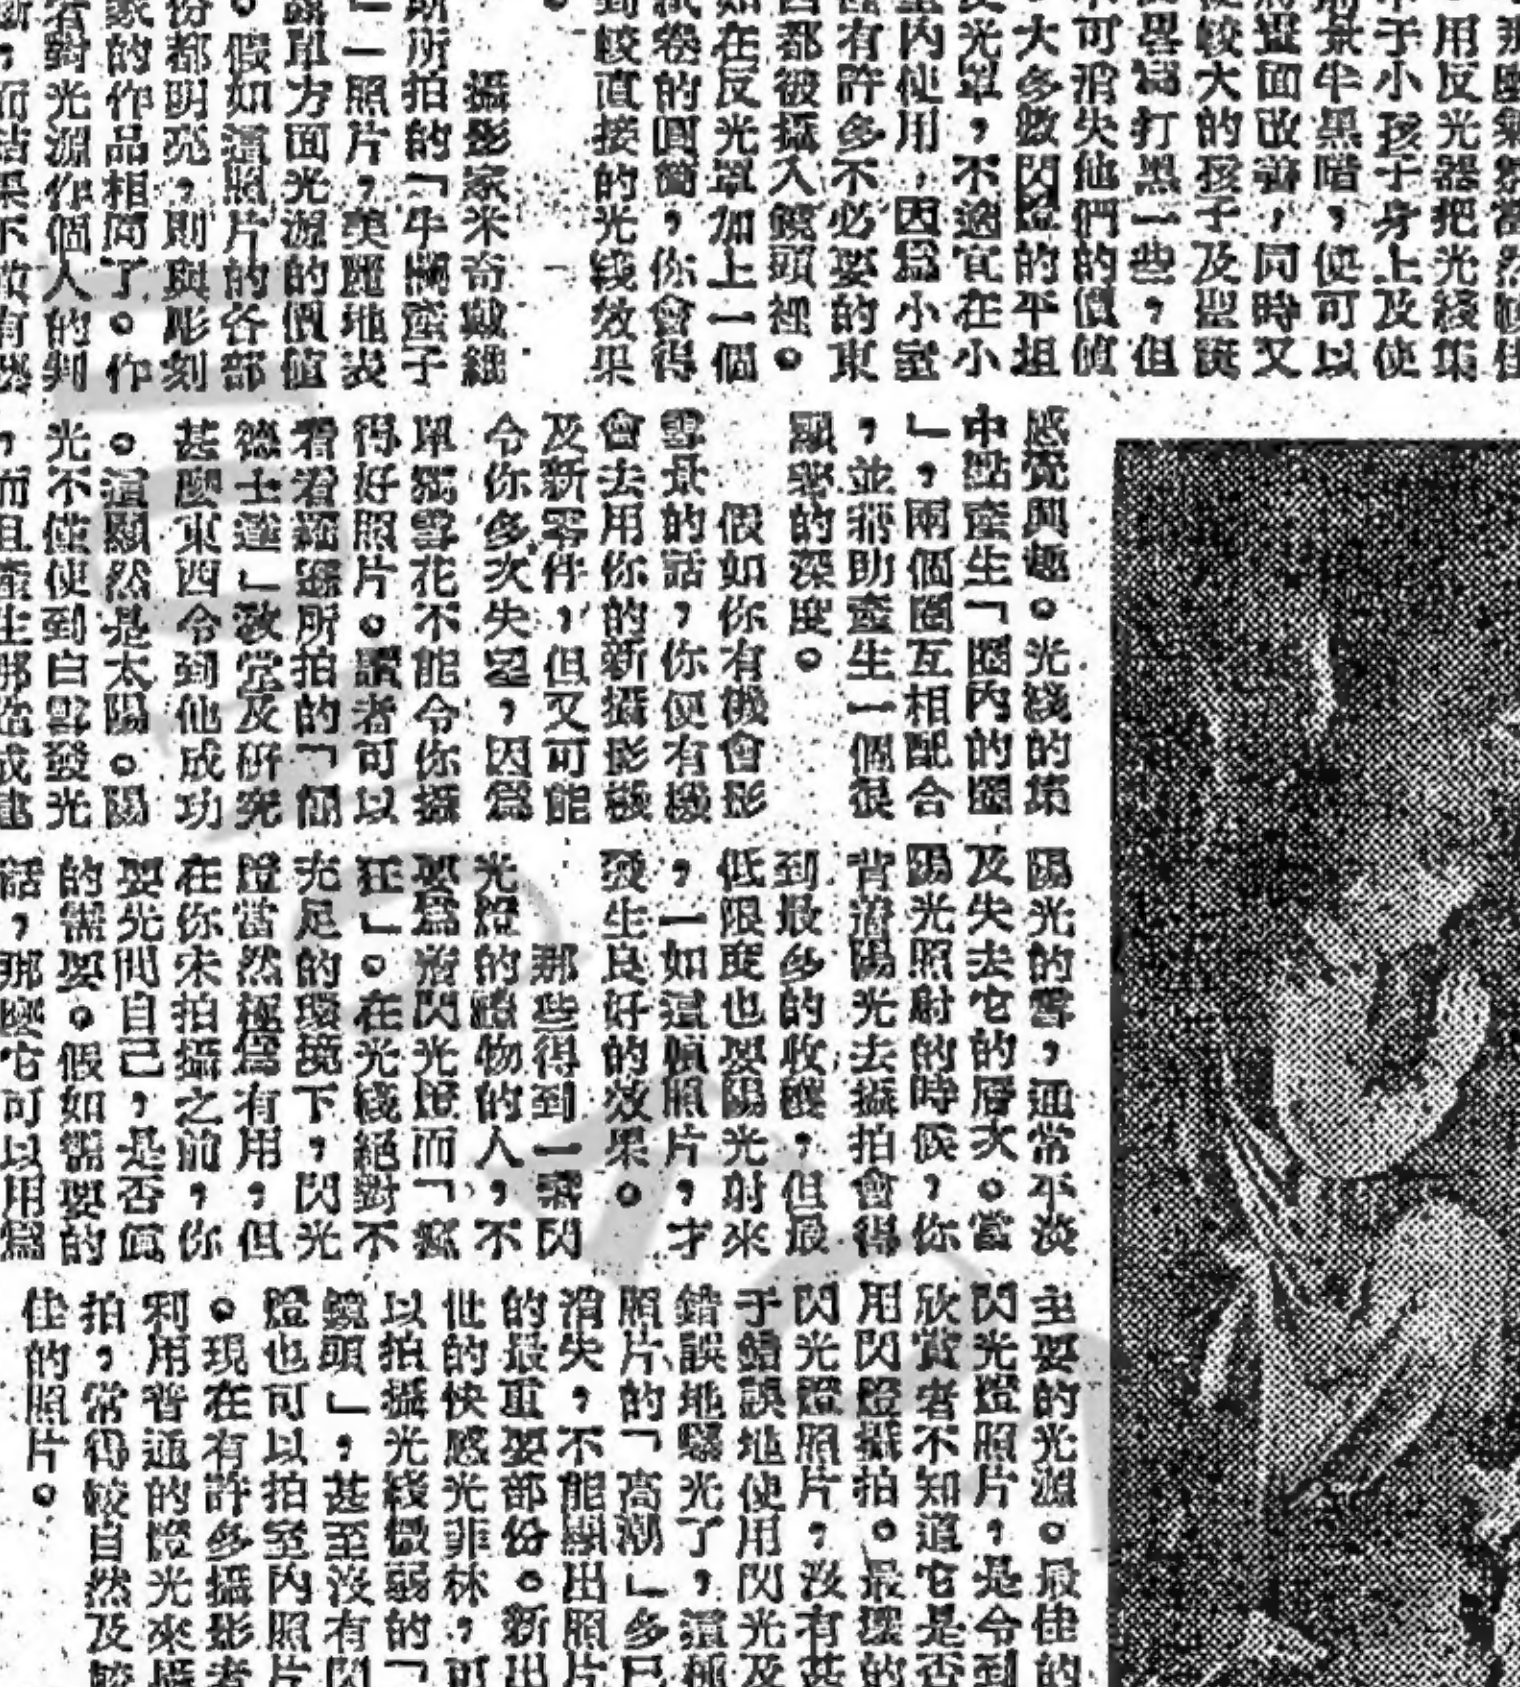 用反光器把光綫集
于小孩子身上及使
景半黑暗，便可以
畫面改善，同時又
較大的孩子及聖誕
打黑一些，但
可消失他們的價值
大多數閃燈的平坦
光罩，不適宜在小
室內使用，因爲小室
有許多不必要的東
西都被攝入鏡頭裡。
如在反光罩加上一個
紙卷的圓筒，你會得
到較直接的光綫效果
。
攝影家米奇戴維
所拍的「牛欄產子
」一照片，美麗地表
露單方面光源的價值
。假如這照片的各部
份都明亮，則與彫刻
家的作品相同了。作
者對光源作個人的判
，而結果不敢有
感覺興趣。光綫的集
中點產生「圈內的圈
」，兩個圈互相配合
，並幫助產生一個很
顯著的深度。
假如你有機會影
雪景的話，你便有機
會去用你的新攝影機
及新零件，但又可能
令你多次失望，因爲
單獨雪花不能令你攝
得好照片。讀者可以
看看羅遜所拍的「佩
德士達」教堂及研究
甚麼東西令到他成功
。這顯然是太陽。陽
光不僅使到白雲發光
，而且產生那造成
陽光的雪，通常平淡
及失去它的層次。當
陽光照射的時候，你
背着陽光去攝拍會得
到最多的收穫，但最
低限度也要陽光射來
，一如這幀照片，才
發生良好的效果。
那些得到一盞閃
光燈的禮物的人，不
要爲着閃光燈而「瘋
狂」。在光綫絕對不
充足的環境下，閃光
燈當然極爲有用，但
在你未拍攝之前，你
要先問自己，是否真
的需要。假如需要的
話，那麼它可以用爲
主要的光源。最佳的
閃光燈照片，是令到
欣賞者不知道它是否
用閃燈攝拍。最壞的
閃光燈照片，沒有甚
于錯誤地使用閃光及
錯誤地曝光了，這種
照片的「高潮」多已
消失，不能顯出照片
的最重要部份。新出
世的快感光菲林，可
以拍攝光綫微弱的「
鏡頭」，甚至沒有閃
燈也可以拍室內照片
。現在有許多攝影者
利用普通的燈光來攝
拍，常得較自然及較
佳的照片。